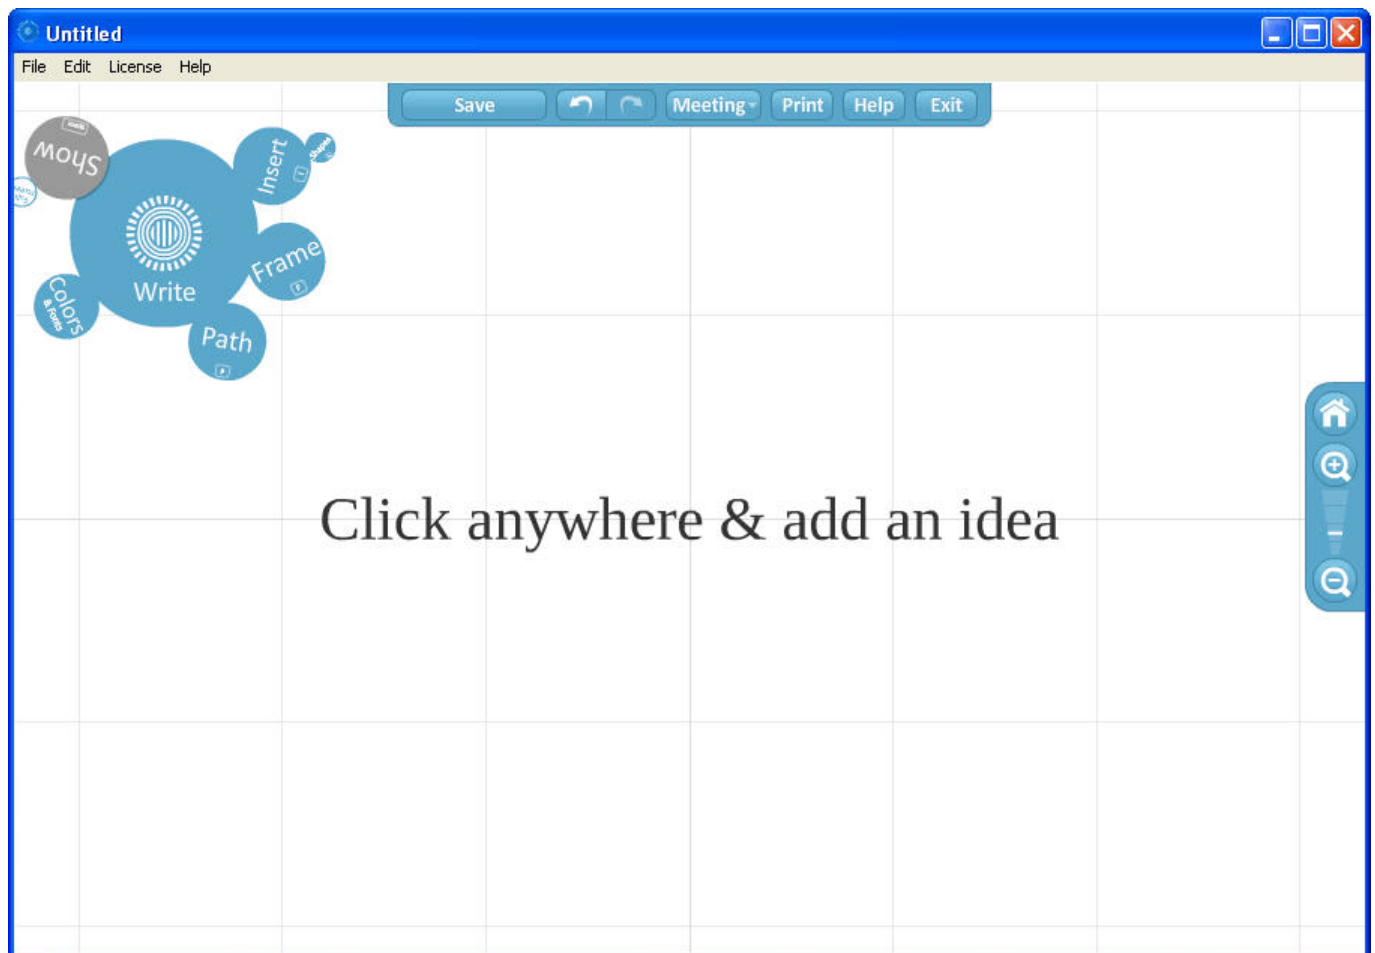 Untitled
File Edit License Help
Save Meeting Print Help Exit
Show
Insert
Shapes
Frame
F
Write
Colors
& Fonts
Path
P
Click anywhere & add an idea